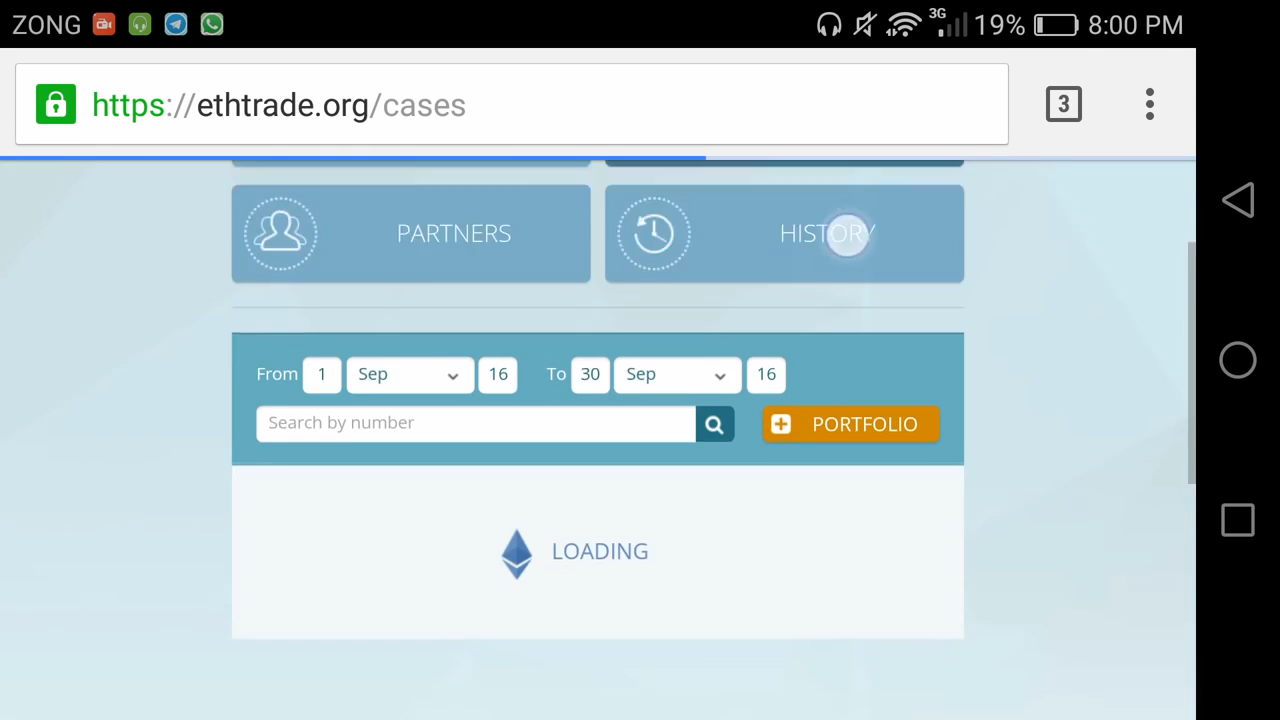 ZONG 3G 19% 8:00 PM
https://ethtrade.org/cases 3
PARTNERS HISTORY
From 1 Sep 16 To 30 Sep 16
Search by number PORTFOLIO
LOADING